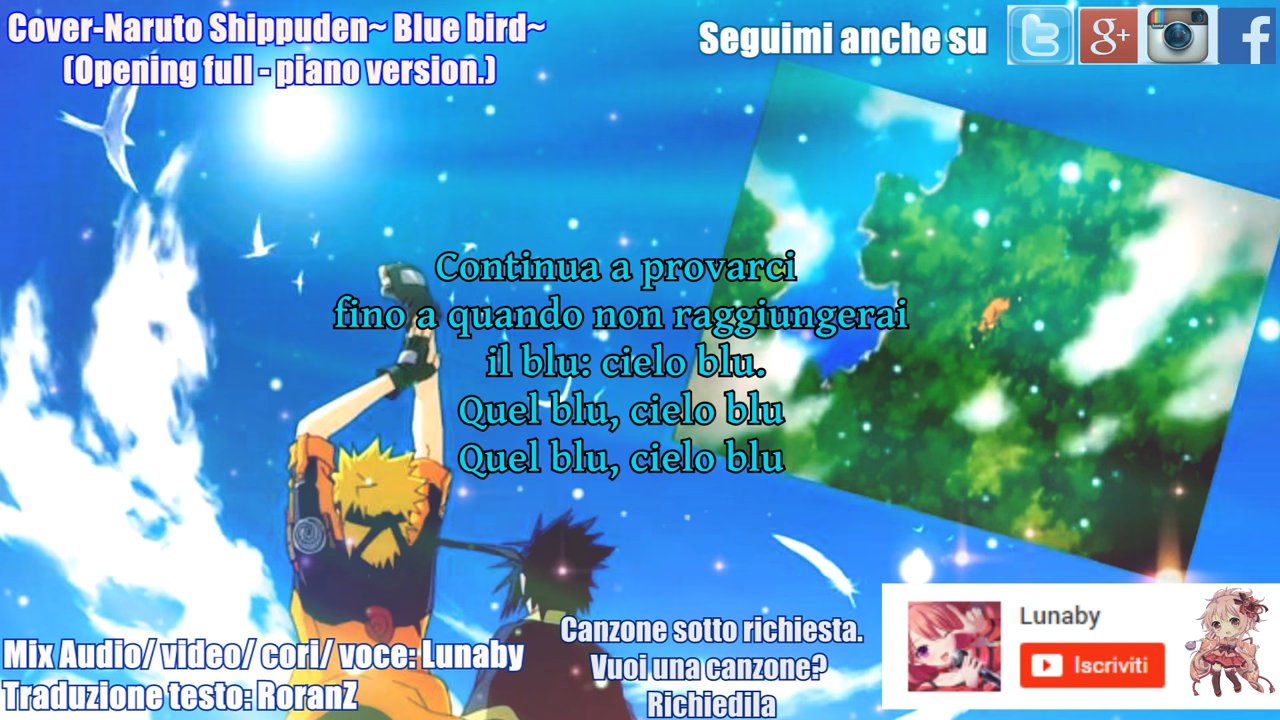 Cover-Naruto Shippuden~ Blue bird~
(Opening full - piano version.)
Seguimi anche su
g+
f
Continua a provarci
fino a quando non raggiungerai
il blu: cielo blu.
Quel blu, cielo blu
Quel blu, cielo blu
Mix Audio/ video/ cori/ voce: Lunaby
Traduzione testo: RoranZ
Canzone sotto richiesta.
Vuoi una canzone?
Richiedila
Lunaby
Iscriviti